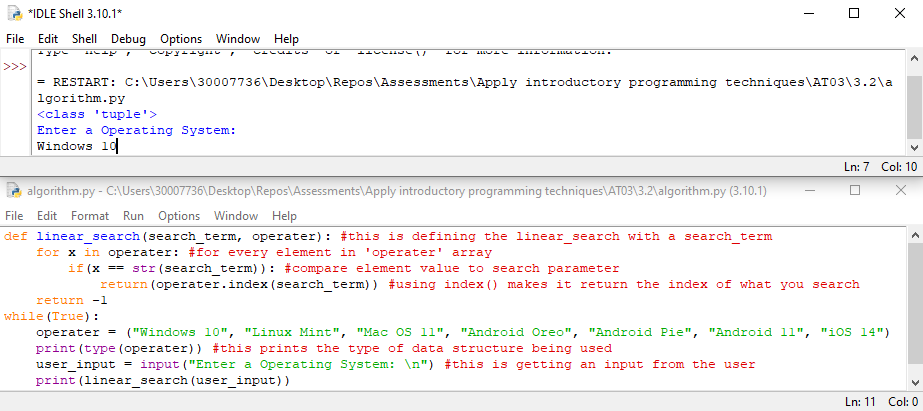 *IDLE Shell 3.10.1*
File Edit Shell Debug Options Window Help
Type "help", "copyright", "credits" or "license()" for more information.
>>>
= RESTART: C:\Users\30007736\Desktop\Repos\Assessments\Apply introductory programming techniques\AT03\3.2\a
lgorithm.py
<class 'tuple'>
Enter a Operating System:
Windows 10
Ln: 7 Col: 10
algorithm.py - C:\Users\30007736\Desktop\Repos\Assessments\Apply introductory programming techniques\AT03\3.2\algorithm.py (3.10.1)
File Edit Format Run Options Window Help
def linear_search(search_term, operater): #this is defining the linear_search with a search_term
    for x in operater: #for every element in 'operater' array
        if(x == str(search_term)): #compare element value to search parameter
            return(operater.index(search_term)) #using index() makes it return the index of what you search
    return -1
while(True):
    operater = ("Windows 10", "Linux Mint", "Mac OS 11", "Android Oreo", "Android Pie", "Android 11", "iOS 14")
    print(type(operater)) #this prints the type of data structure being used
    user_input = input("Enter a Operating System: \n") #this is getting an input from the user
    print(linear_search(user_input))
Ln: 11 Col: 0